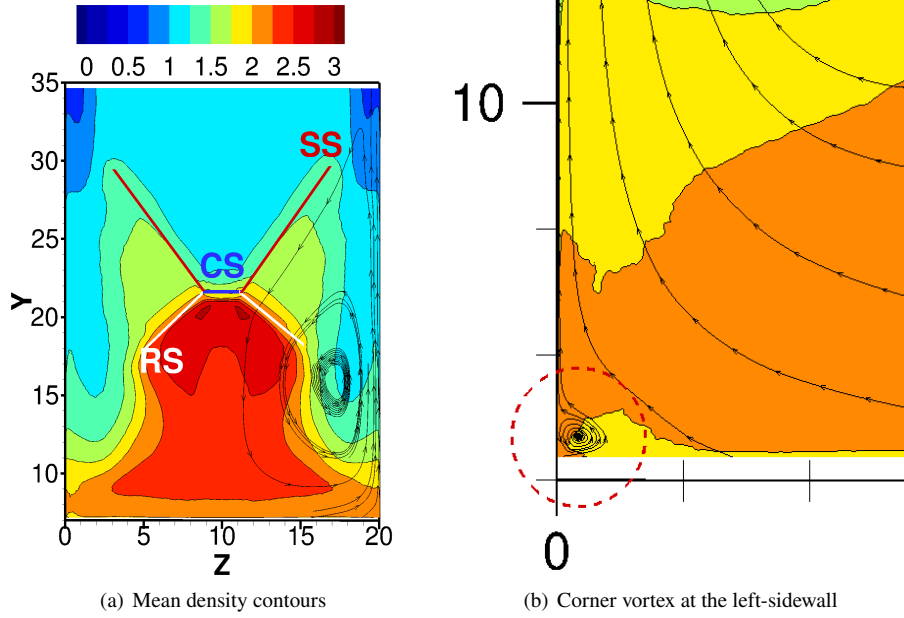 0 0.5 1 1.5 2 2.5 3
35
30
25
20
15
10
Y
SS
CS
RS
0 5 10 15 20
Z
(a) Mean density contours
10
0
(b) Corner vortex at the left-sidewall